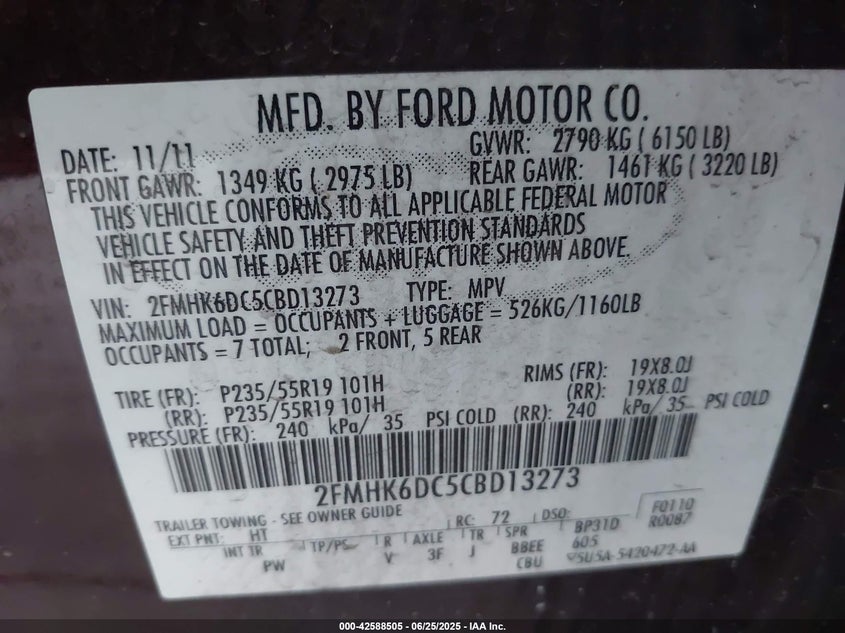 MFD. BY FORD MOTOR CO.
DATE: 11/11 GVWR: 2790 KG ( 6150 LB)
FRONT GAWR: 1349 KG ( 2975 LB) REAR GAWR: 1461 KG ( 3220 LB)
THIS VEHICLE CONFORMS TO ALL APPLICABLE FEDERAL MOTOR
VEHICLE SAFETY AND THEFT PREVENTION STANDARDS
IN EFFECT ON THE DATE OF MANUFACTURE SHOWN ABOVE.
VIN: 2FMHK6DC5CBD13273 TYPE: MPV
MAXIMUM LOAD = OCCUPANTS + LUGGAGE = 526KG/1160LB
OCCUPANTS = 7 TOTAL; 2 FRONT, 5 REAR
TIRE (FR): P235/55R19 101H RIMS (FR): 19X8.0J
(RR): P235/55R19 101H (RR): 19X8.0J
PRESSURE (FR): 240 kPa/ 35 PSI COLD (RR): 240 kPa/ 35 PSI COLD
2FMHK6DC5CBD13273
TRAILER TOWING - SEE OWNER GUIDE F0110
EXT PNT: HT RC: 72 DSO: BP31D R0087
INT TR TP/PS R AXLE TR SPR 605
PW V 3F J BBEE
CBU 5U5A-5420472-AA
000-42588505 / 06/25/2025 - IAA Inc.